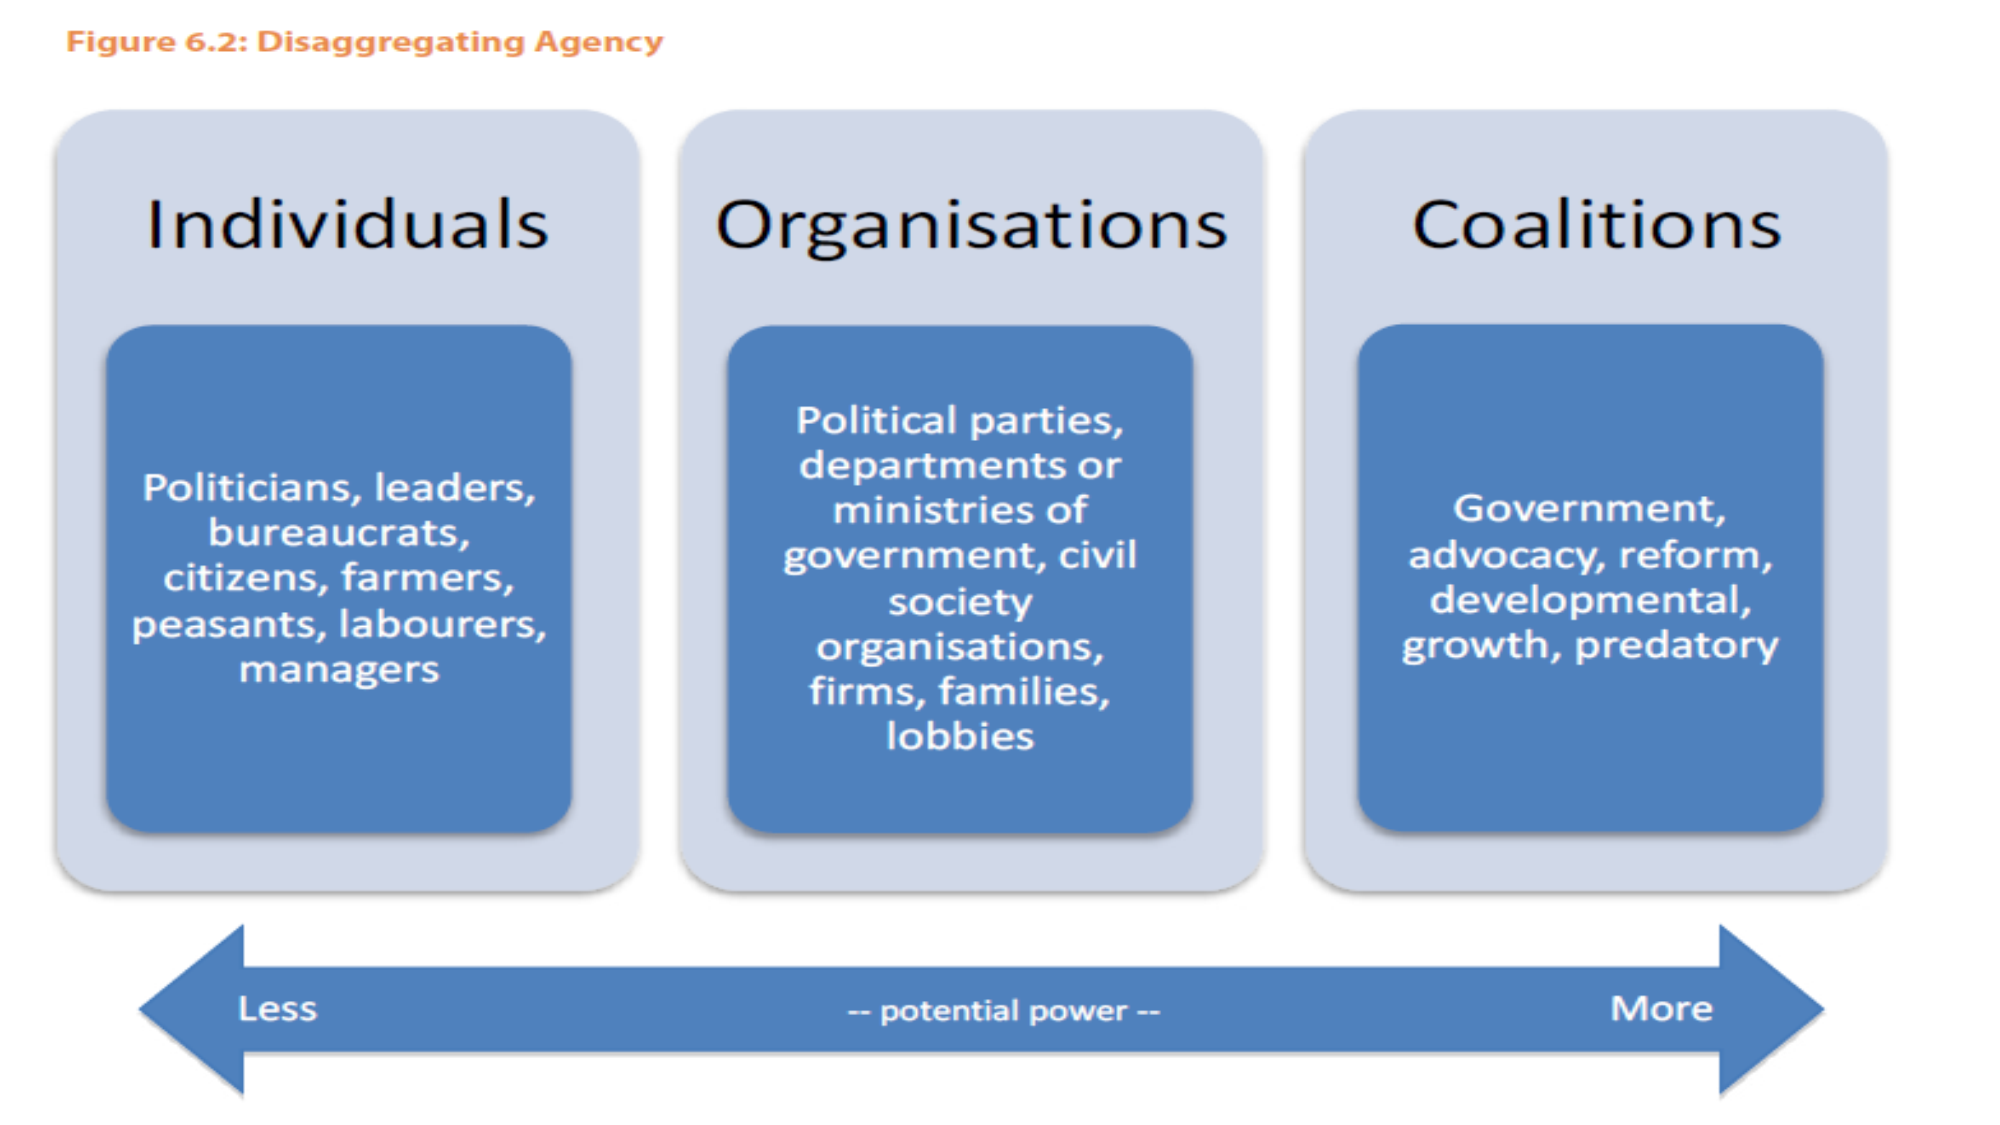 Figure 6.2: Disaggregating Agency
Individuals
Politicians, leaders,
bureaucrats,
citizens, farmers,
peasants, labourers,
managers
Organisations
Political parties,
departments or
ministries of
government, civil
society
organisations,
firms, families,
lobbies
Coalitions
Government,
advocacy, reform,
developmental,
growth, predatory
Less
-- potential power --
More